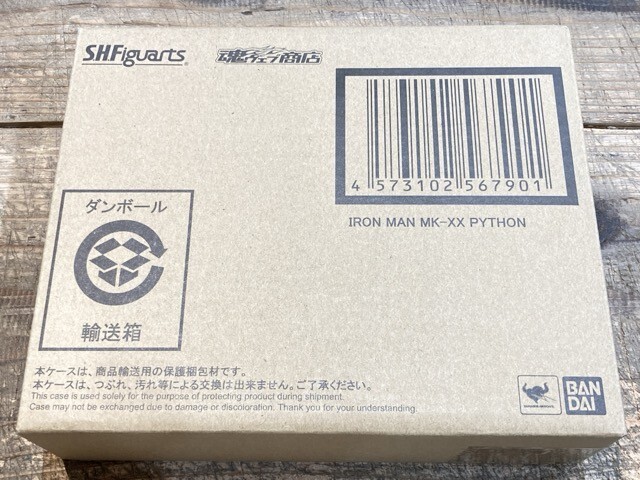 S.H.Figuarts
魂ウェブ商店
4 573102 567901
IRON MAN MK-XX PYTHON
ダンボール
輸送箱
本ケースは、商品輸送用の保護梱包材です。
本ケースは、つぶれ、汚れ等による交換は出来ません。ご了承ください。
This case is used solely for the purpose of protecting product during shipment.
Case may not be exchanged due to damage or discoloration. Thank you for your understanding.
BAN
DAI